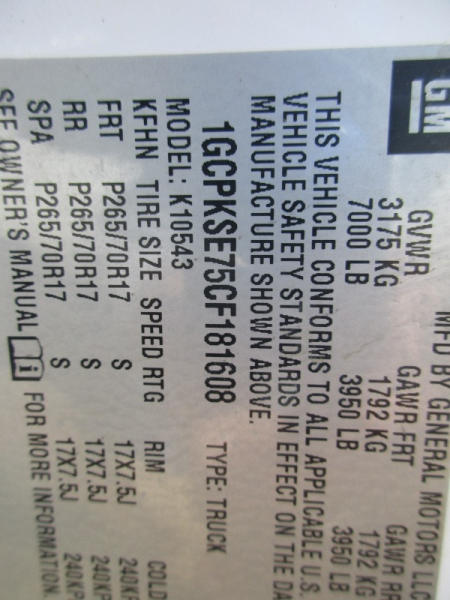 GM
MFD BY GENERAL MOTORS LLC
GVWR GAWR FRT GAWR RR
3175 KG 1792 KG 1792 KG
7000 LB 3950 LB 3950 LB
THIS VEHICLE CONFORMS TO ALL APPLICABLE U.S.
VEHICLE SAFETY STANDARDS IN EFFECT ON THE DA
MANUFACTURE SHOWN ABOVE.
1GCPKSE75CF181608 TYPE: TRUCK
MODEL: K10543
KFHN TIRE SIZE SPEED RTG RIM COLD
FRT P265/70R17 S 17X7.5J 240KP
RR P265/70R17 S 17X7.5J 240KP
SPA P265/70R17 S 17X7.5J 240KP
SEE OWNER'S MANUAL i FOR MORE INFORMATION.